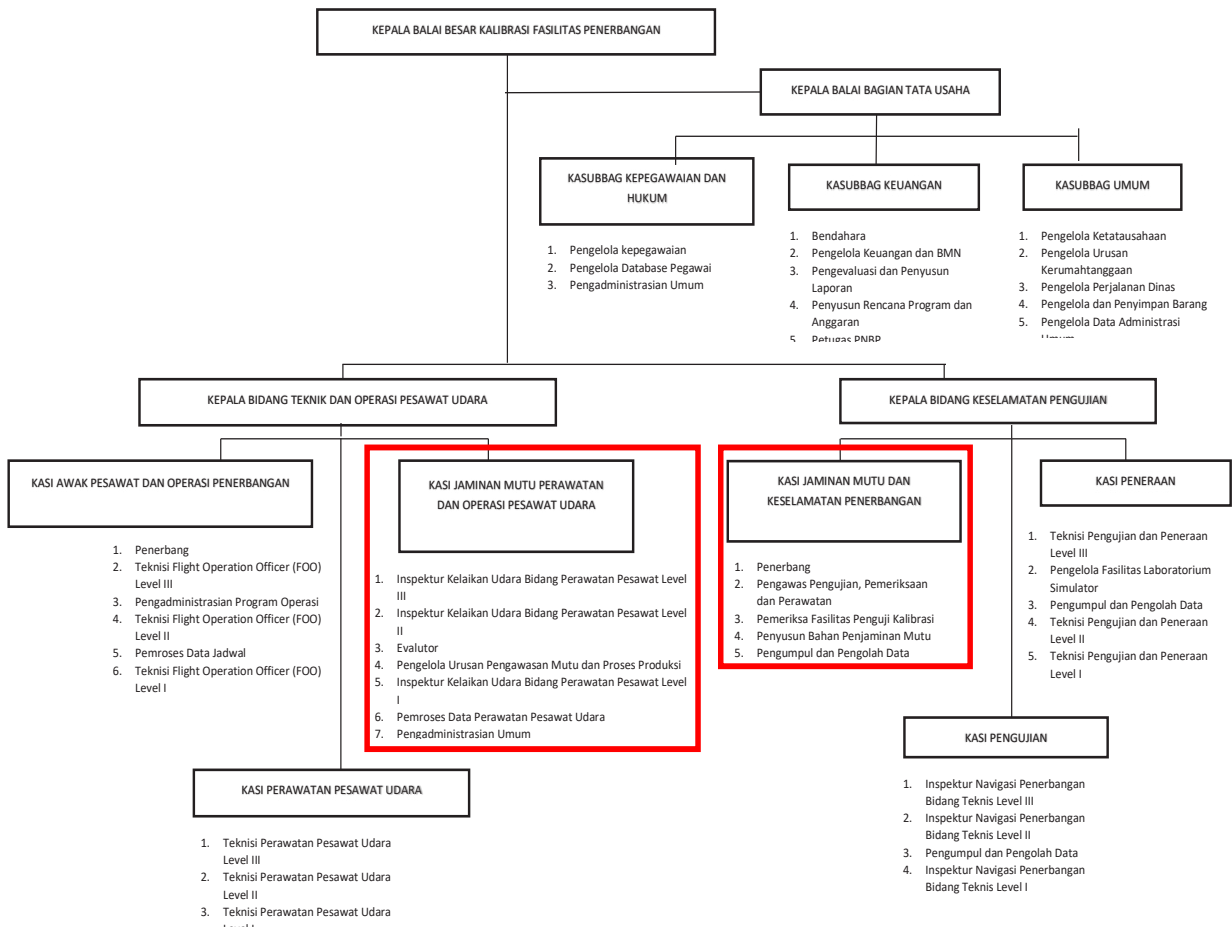 KEPALA BALAI BESAR KALIBRASI FASILITAS PENERBANGAN
KEPALA BALAI BAGIAN TATA USAHA
KASUBBAG KEPEGAWAIAN DAN
HUKUM
1. Pengelola kepegawaian
2. Pengelola Database Pegawai
3. Pengadministrasian Umum
KASUBBAG KEUANGAN
1. Bendahara
2. Pengelola Keuangan dan BMN
3. Pengevaluasi dan Penyusun
Laporan
4. Penyusun Rencana Program dan
Anggaran
5. Petugas PNBP
KASUBBAG UMUM
1. Pengelola Ketatausahaan
2. Pengelola Urusan
Kerumahtanggaan
3. Pengelola Perjalanan Dinas
4. Pengelola dan Penyimpan Barang
5. Pengelola Data Administrasi
Umum
KEPALA BIDANG TEKNIK DAN OPERASI PESAWAT UDARA
KEPALA BIDANG KESELAMATAN PENGUJIAN
KASI AWAK PESAWAT DAN OPERASI PENERBANGAN
1. Penerbang
2. Teknisi Flight Operation Officer (FOO)
Level III
3. Pengadministrasian Program Operasi
4. Teknisi Flight Operation Officer (FOO)
Level II
5. Pemroses Data Jadwal
6. Teknisi Flight Operation Officer (FOO)
Level I
KASI JAMINAN MUTU PERAWATAN
DAN OPERASI PESAWAT UDARA
1. Inspektur Kelaikan Udara Bidang Perawatan Pesawat Level
III
2. Inspektur Kelaikan Udara Bidang Perawatan Pesawat Level
II
3. Evalutor
4. Pengelola Urusan Pengawasan Mutu dan Proses Produksi
5. Inspektur Kelaikan Udara Bidang Perawatan Pesawat Level
I
6. Pemroses Data Perawatan Pesawat Udara
7. Pengadministrasian Umum
KASI JAMINAN MUTU DAN
KESELAMATAN PENERBANGAN
1. Penerbang
2. Pengawas Pengujian, Pemeriksaan
dan Perawatan
3. Pemeriksa Fasilitas Penguji Kalibrasi
4. Penyusun Bahan Penjaminan Mutu
5. Pengumpul dan Pengolah Data
KASI PENERAAN
1. Teknisi Pengujian dan Peneraan
Level III
2. Pengelola Fasilitas Laboratorium
Simulator
3. Pengumpul dan Pengolah Data
4. Teknisi Pengujian dan Peneraan
Level II
5. Teknisi Pengujian dan Peneraan
Level I
KASI PERAWATAN PESAWAT UDARA
1. Teknisi Perawatan Pesawat Udara
Level III
2. Teknisi Perawatan Pesawat Udara
Level II
3. Teknisi Perawatan Pesawat Udara
KASI PENGUJIAN
1. Inspektur Navigasi Penerbangan
Bidang Teknis Level III
2. Inspektur Navigasi Penerbangan
Bidang Teknis Level II
3. Pengumpul dan Pengolah Data
4. Inspektur Navigasi Penerbangan
Bidang Teknis Level I